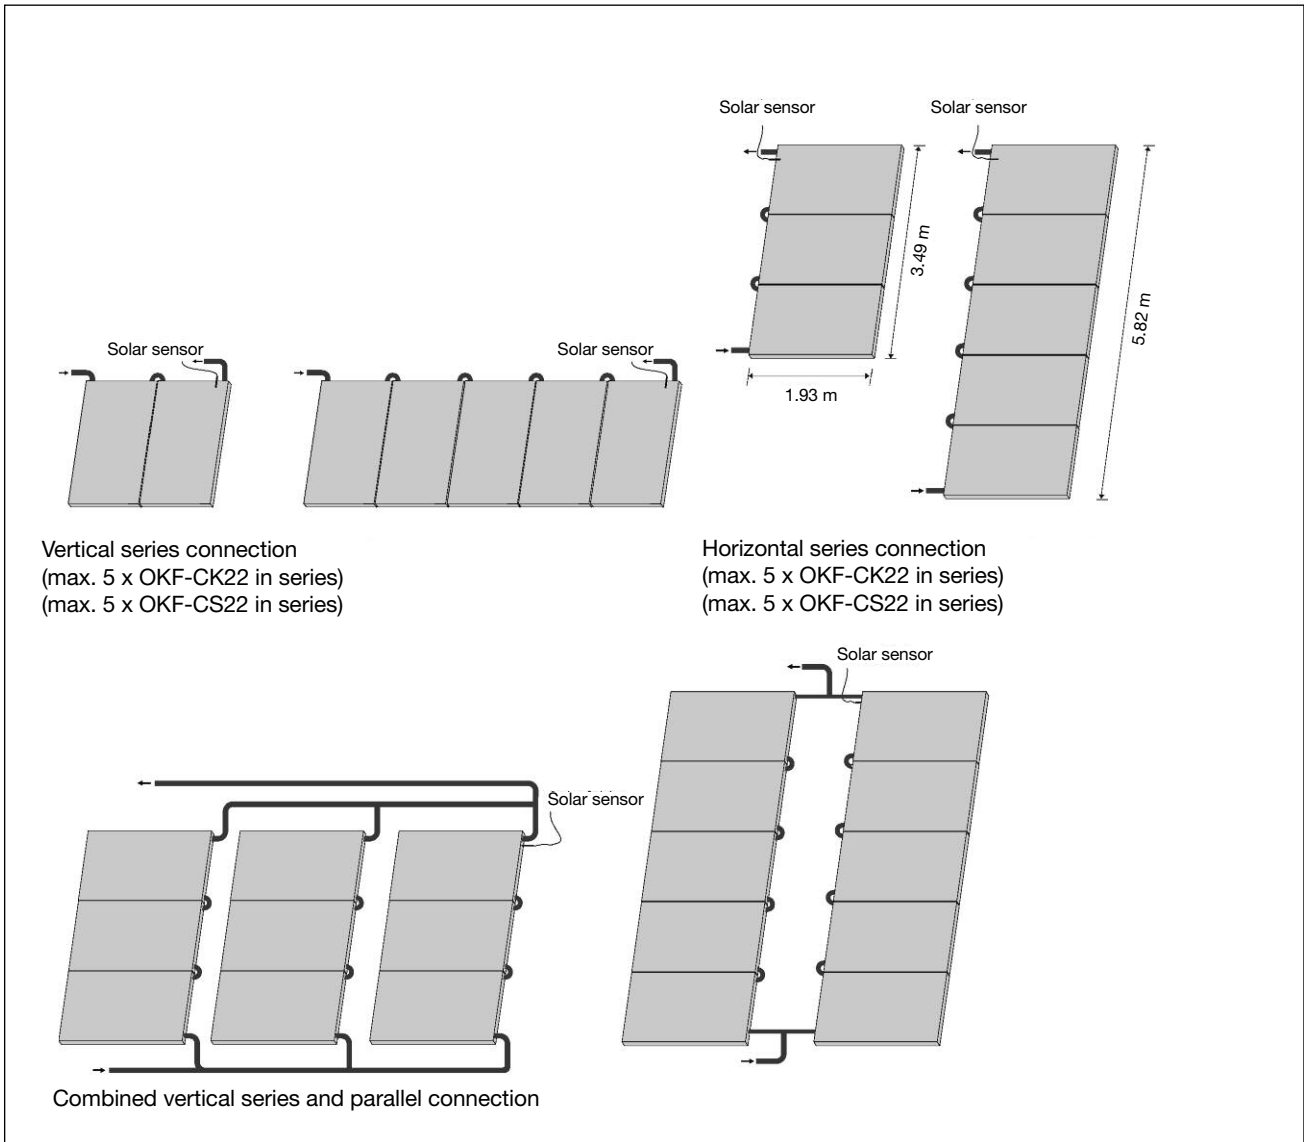 Solar sensor
Solar sensor
3.49 m
5.82 m
1.93 m
Solar sensor
Solar sensor
Vertical series connection
(max. 5 x OKF-CK22 in series)
(max. 5 x OKF-CS22 in series)
Horizontal series connection
(max. 5 x OKF-CK22 in series)
(max. 5 x OKF-CS22 in series)
Solar sensor
Solar sensor
Combined vertical series and parallel connection